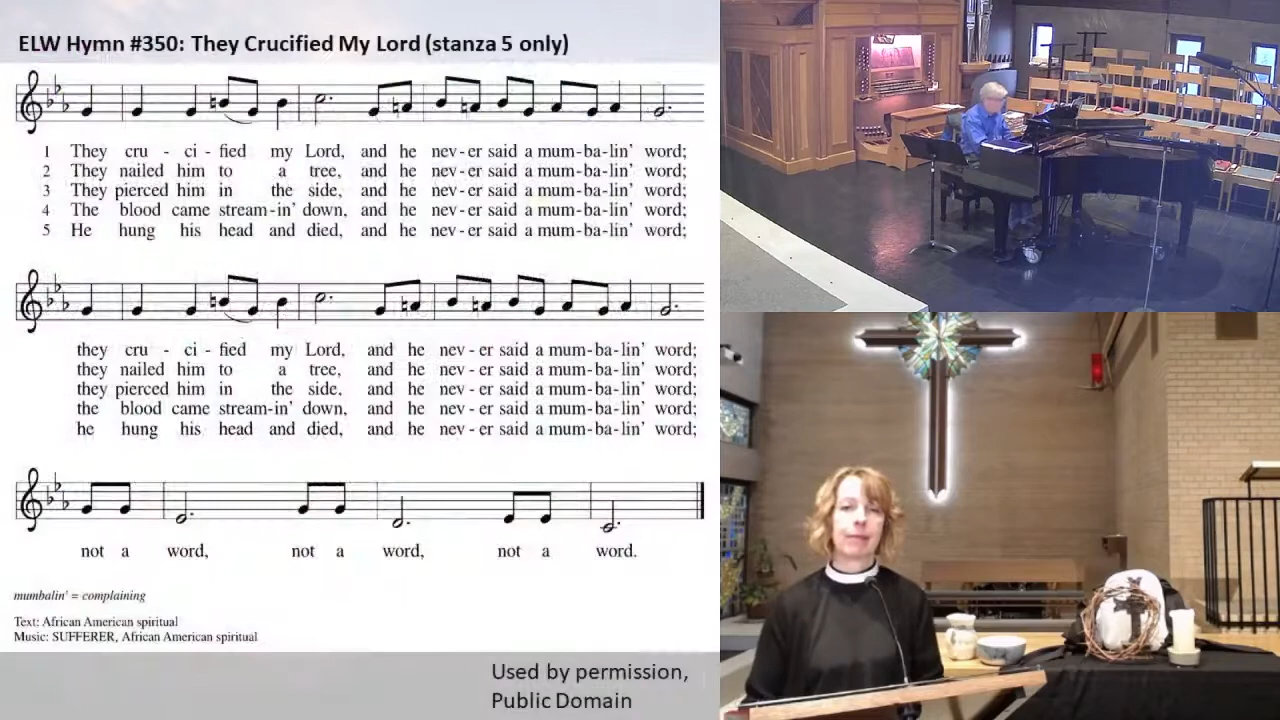 ELW Hymn #350: They Crucified My Lord (stanza 5 only)
1 They cru - ci - fied my Lord, and he nev - er said a mum - ba - lin’ word;
2 They nailed him to a tree, and he nev - er said a mum - ba - lin’ word;
3 They pierced him in the side, and he nev - er said a mum - ba - lin’ word;
4 The blood came stream - in’ down, and he nev - er said a mum - ba - lin’ word;
5 He hung his head and died, and he nev - er said a mum - ba - lin’ word;
they cru - ci - fied my Lord, and he nev - er said a mum - ba - lin’ word;
they nailed him to a tree, and he nev - er said a mum - ba - lin’ word;
they pierced him in the side, and he nev - er said a mum - ba - lin’ word;
the blood came stream - in’ down, and he nev - er said a mum - ba - lin’ word;
he hung his head and died, and he nev - er said a mum - ba - lin’ word;
not a word, not a word, not a word.
mumbalin’ = complaining
Text: African American spiritual
Music: SUFFERER, African American spiritual
Used by permission,
Public Domain